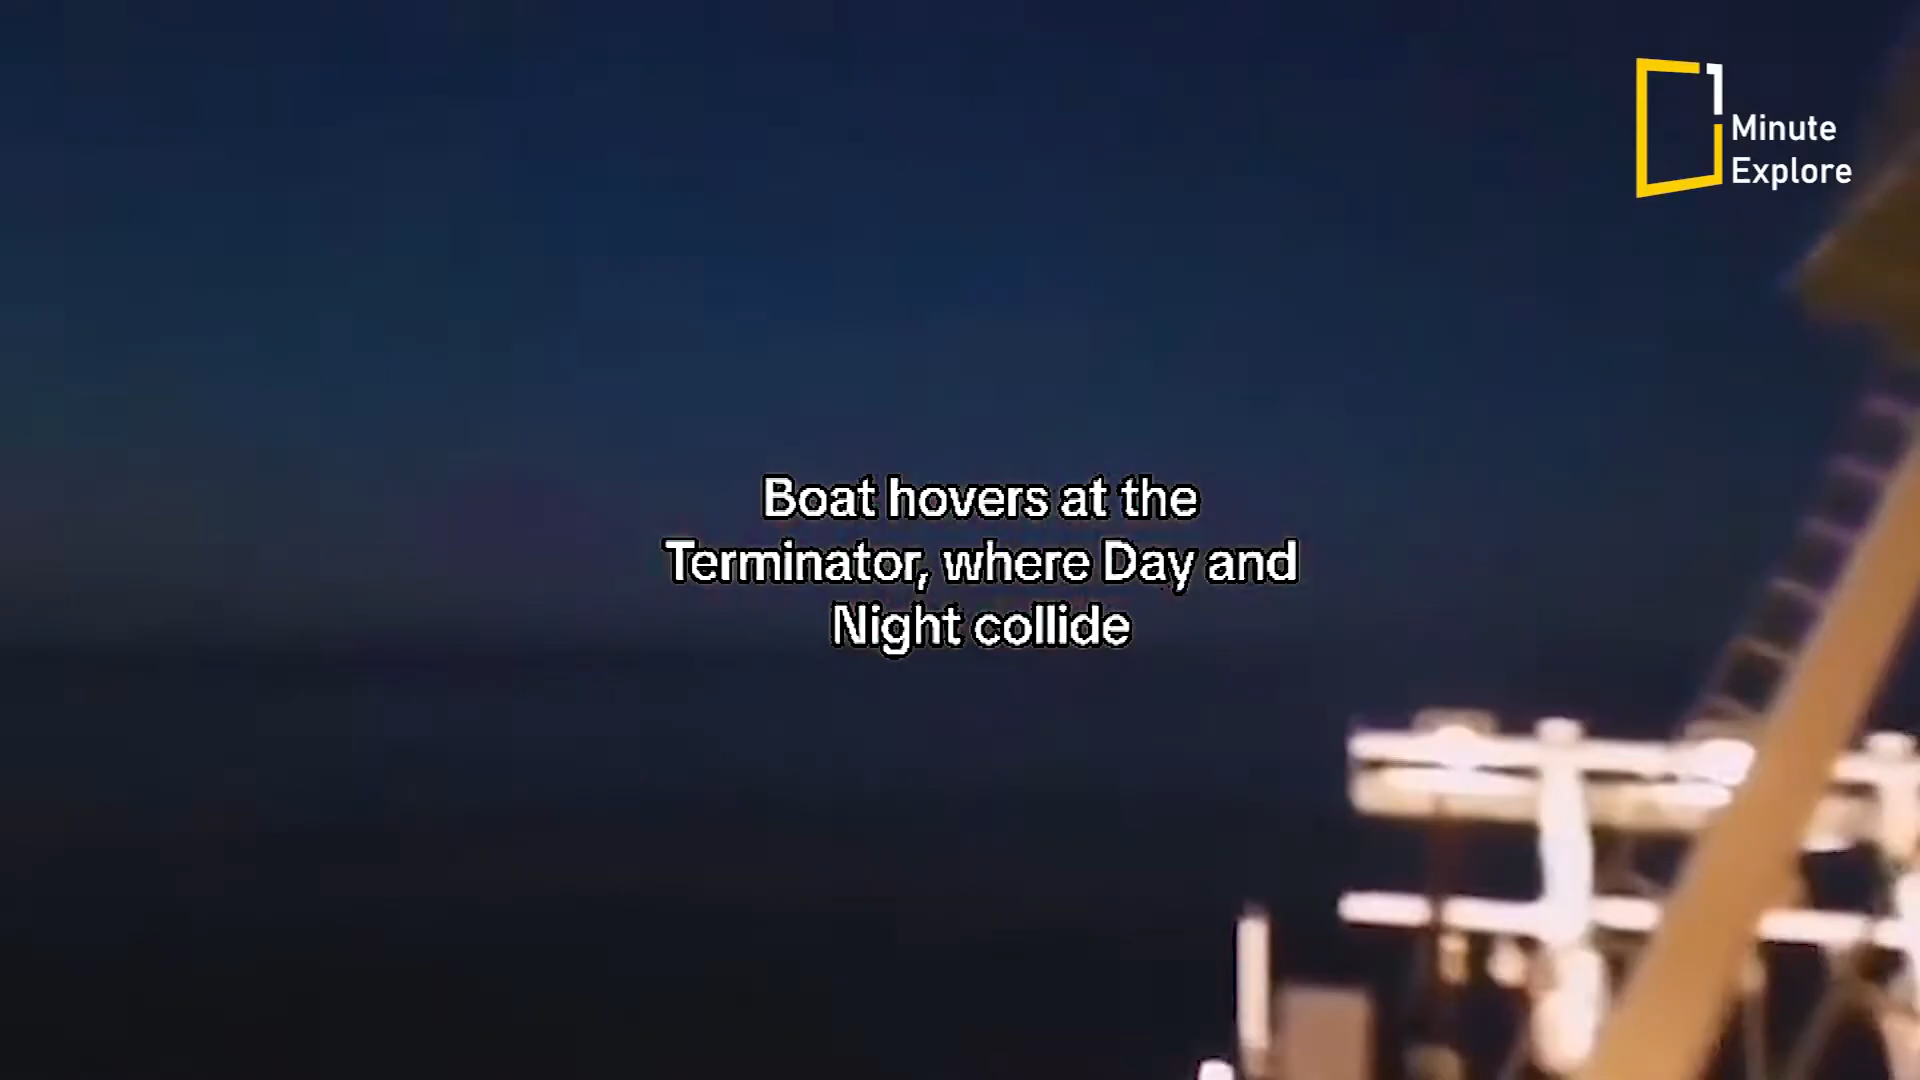 1
Minute
Explore
Boat hovers at the
Terminator, where Day and
Night collide